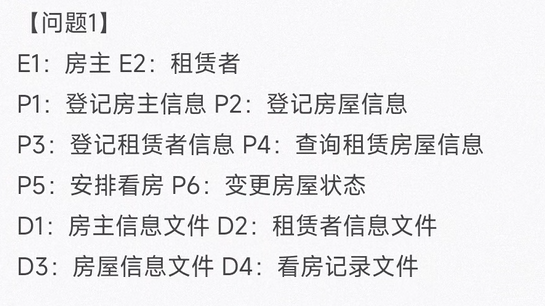 【问题1】
E1：房主 E2：租赁者
P1：登记房主信息 P2：登记房屋信息
P3：登记租赁者信息 P4：查询租赁房屋信息
P5：安排看房 P6：变更房屋状态
D1：房主信息文件 D2：租赁者信息文件
D3：房屋信息文件 D4：看房记录文件